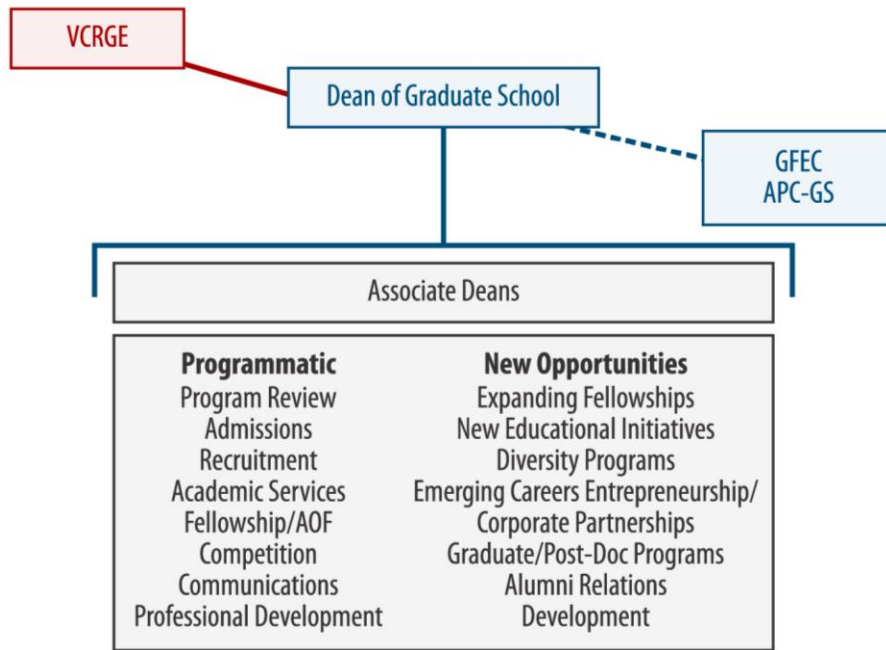 VCRGE
Dean of Graduate School
GFEC
APC-GS
Associate Deans
Programmatic
Program Review
Admissions
Recruitment
Academic Services
Fellowship/AOF
Competition
Communications
Professional Development
New Opportunities
Expanding Fellowships
New Educational Initiatives
Diversity Programs
Emerging Careers Entrepreneurship/
Corporate Partnerships
Graduate/Post-Doc Programs
Alumni Relations
Development